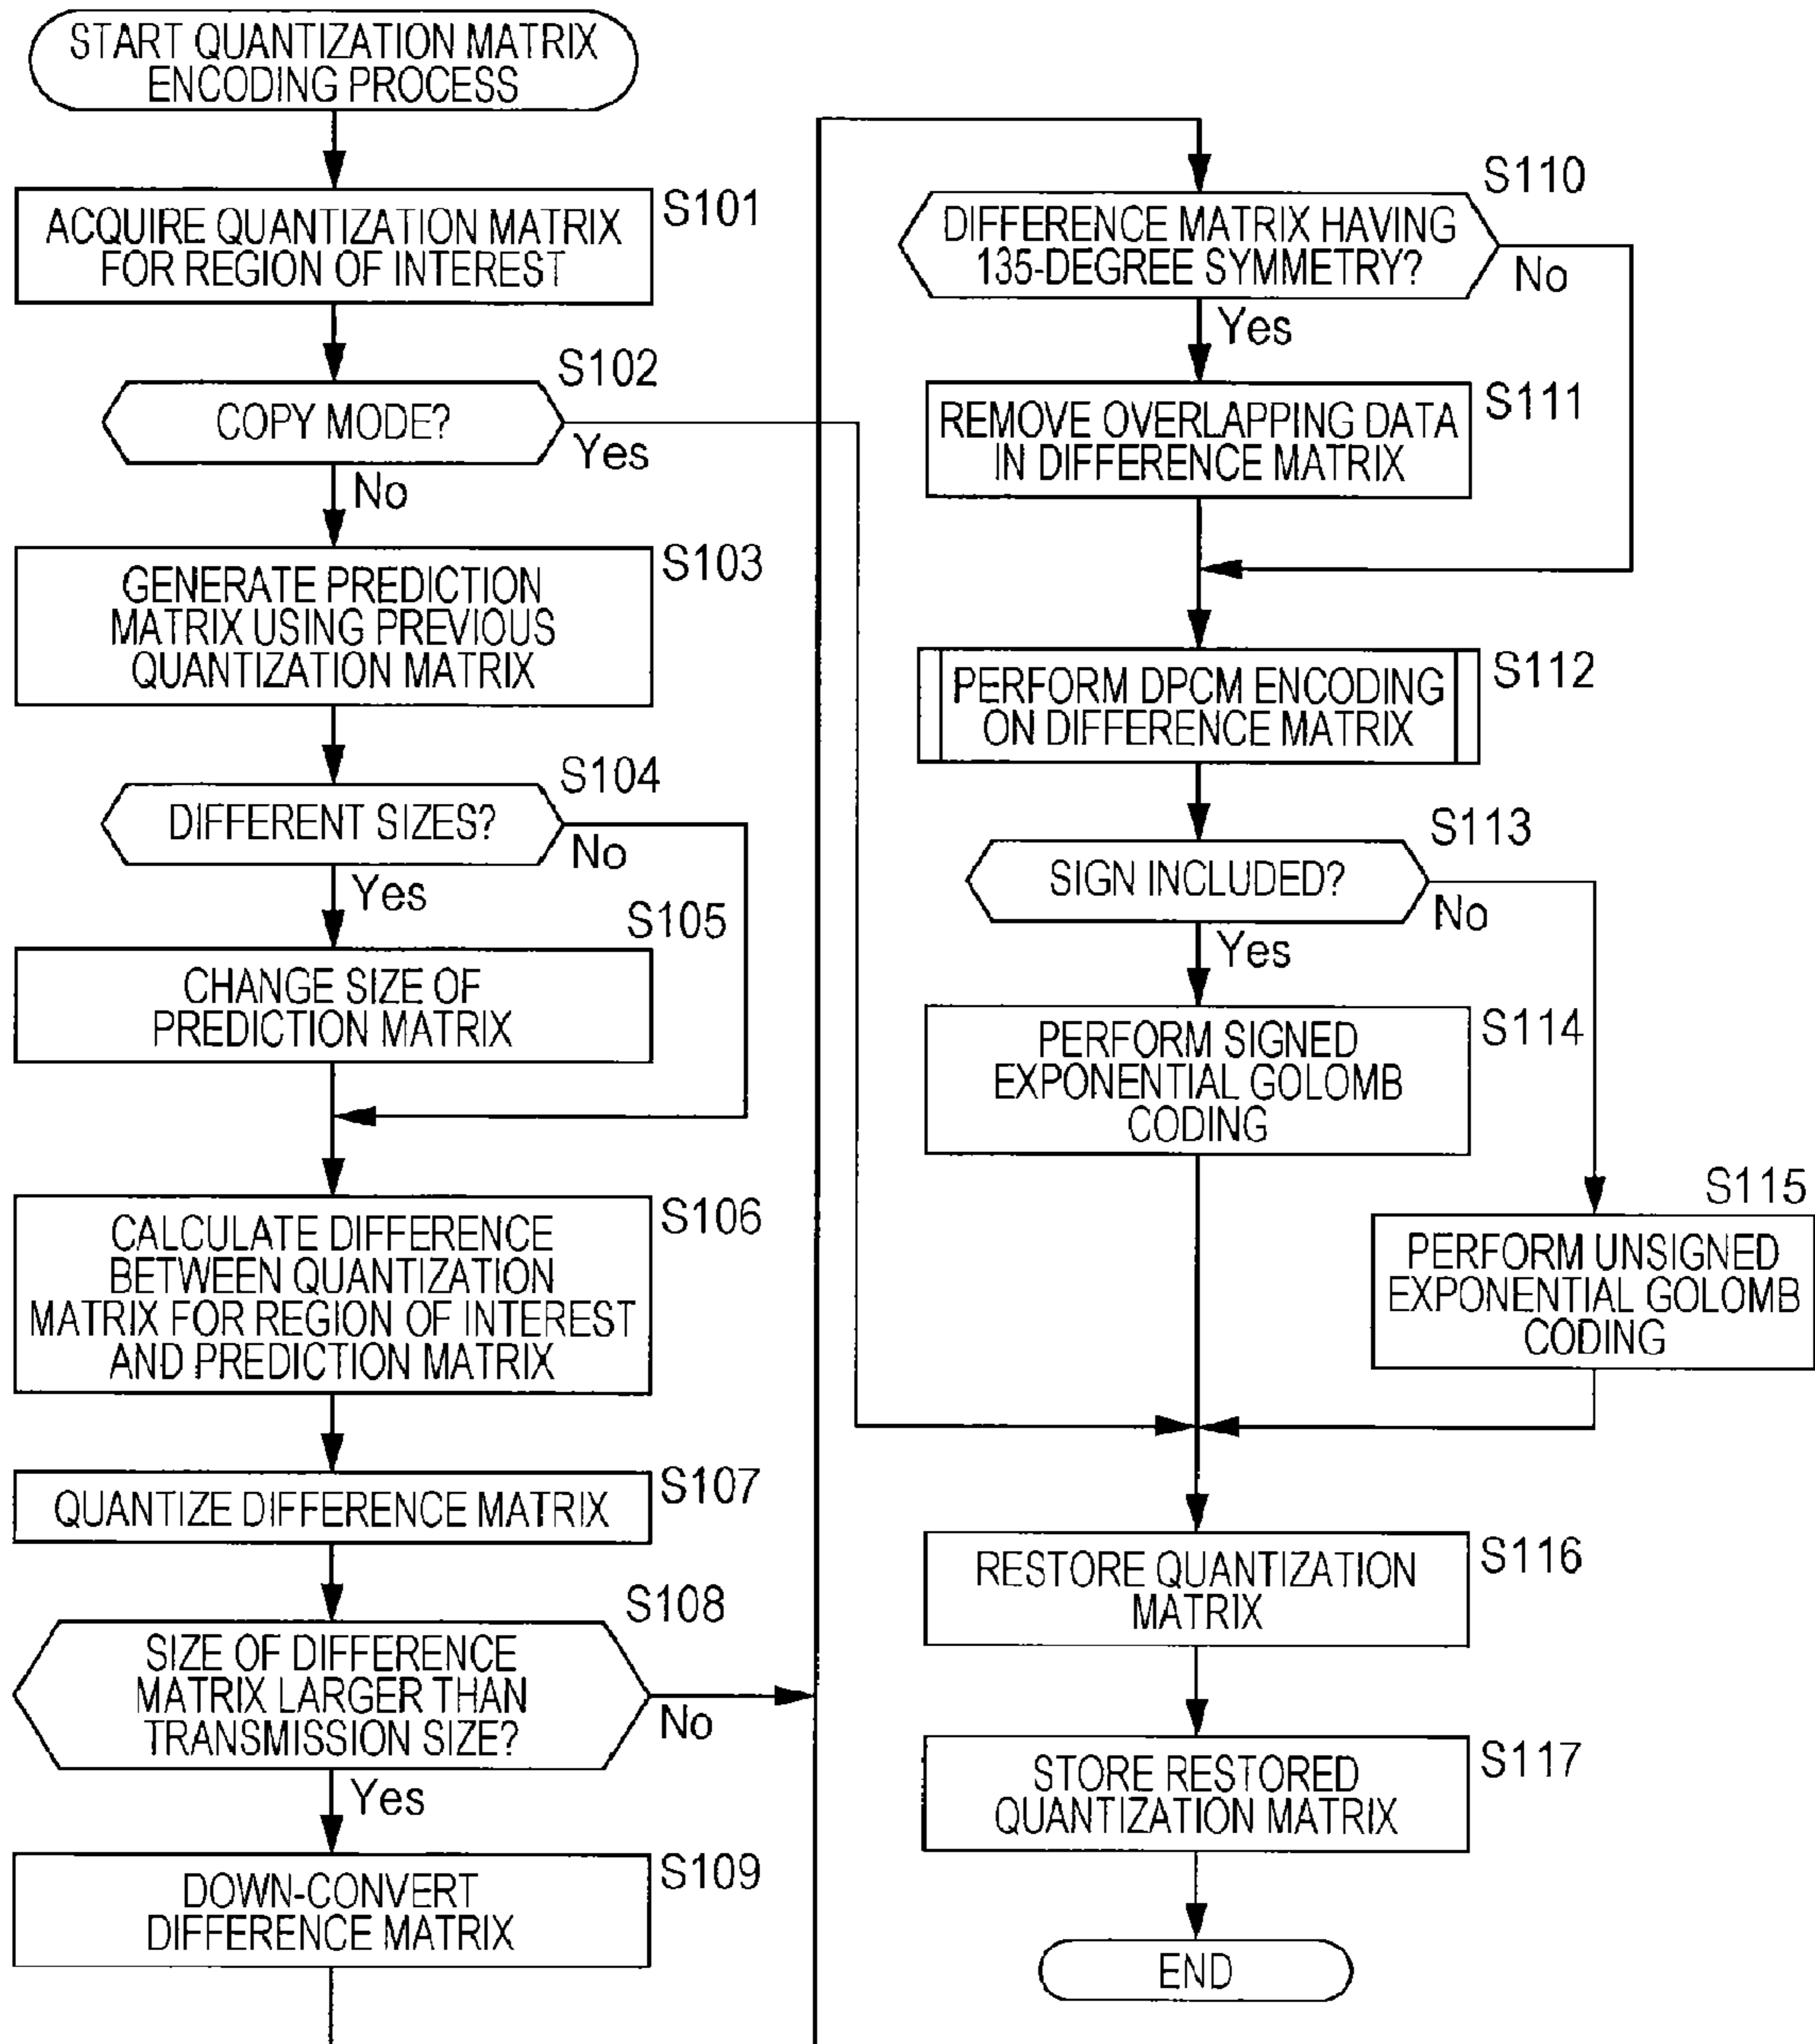 START QUANTIZATION MATRIX
ENCODING PROCESS
S101
ACQUIRE QUANTIZATION MATRIX
FOR REGION OF INTEREST
S102
COPY MODE?
Yes
No
S103
GENERATE PREDICTION
MATRIX USING PREVIOUS
QUANTIZATION MATRIX
S104
DIFFERENT SIZES?
No
Yes
S105
CHANGE SIZE OF
PREDICTION MATRIX
S106
CALCULATE DIFFERENCE
BETWEEN QUANTIZATION
MATRIX FOR REGION OF INTEREST
AND PREDICTION MATRIX
S107
QUANTIZE DIFFERENCE MATRIX
S108
SIZE OF DIFFERENCE
MATRIX LARGER THAN
TRANSMISSION SIZE?
No
Yes
S109
DOWN-CONVERT
DIFFERENCE MATRIX
S110
DIFFERENCE MATRIX HAVING
135-DEGREE SYMMETRY?
No
Yes
S111
REMOVE OVERLAPPING DATA
IN DIFFERENCE MATRIX
S112
PERFORM DPCM ENCODING
ON DIFFERENCE MATRIX
S113
SIGN INCLUDED?
No
Yes
S114
PERFORM SIGNED
EXPONENTIAL GOLOMB
CODING
S115
PERFORM UNSIGNED
EXPONENTIAL GOLOMB
CODING
S116
RESTORE QUANTIZATION
MATRIX
S117
STORE RESTORED
QUANTIZATION MATRIX
END